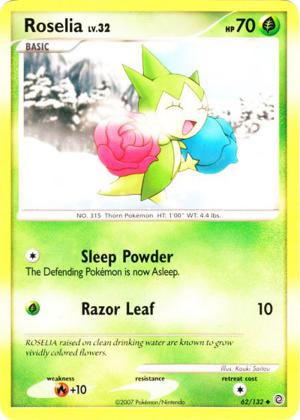 Roselia LV.32 HP 70
BASIC
NO. 315 Thorn Pokémon HT: 1'00" WT: 4.4 lbs.
Sleep Powder
The Defending Pokémon is now Asleep.
Razor Leaf 10
ROSELIA raised on clean drinking water are known to grow
vividly colored flowers.
Illus. Kouki Saitou
weakness resistance retreat cost
+10
©2007 Pokémon/Nintendo 62/132